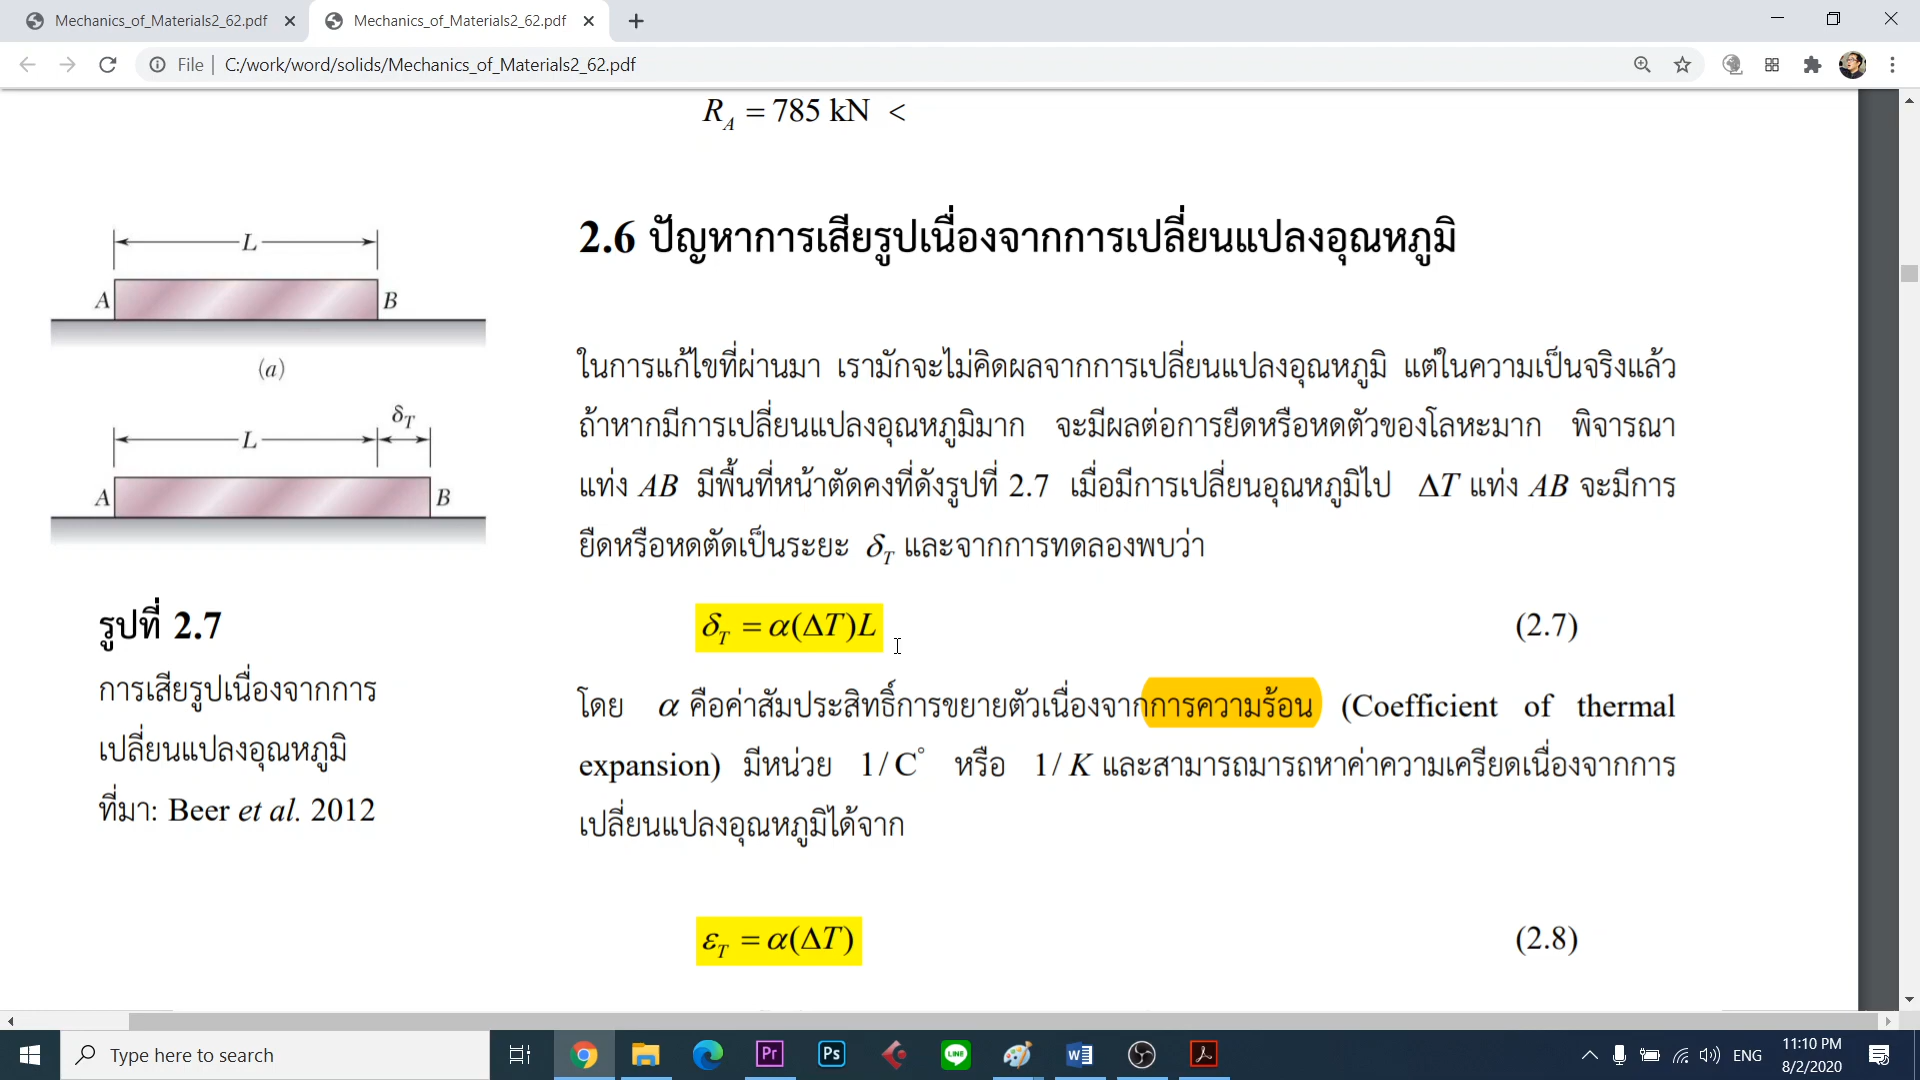 Mechanics_of_Materials2_62.pdf
Mechanics_of_Materials2_62.pdf
File
C:/work/word/solids/Mechanics_of_Materials2_62.pdf
R_A = 785 kN <
L
A
B
(a)
δ_T
L
A
B
รูปที่ 2.7
การเสียรูปเนื่องจากการ
เปลี่ยนแปลงอุณหภูมิ
ที่มา: Beer et al. 2012
2.6 ปัญหาการเสียรูปเนื่องจากการเปลี่ยนแปลงอุณหภูมิ
ในการแก้ไขที่ผ่านมา เรามักจะไม่คิดผลจากการเปลี่ยนแปลงอุณหภูมิ แต่ในความเป็นจริงแล้ว
ถ้าหากมีการเปลี่ยนแปลงอุณหภูมิมาก จะมีผลต่อการยืดหรือหดตัวของโลหะมาก พิจารณา
แท่ง AB มีพื้นที่หน้าตัดคงที่ดังรูปที่ 2.7 เมื่อมีการเปลี่ยนอุณหภูมิไป ΔT แท่ง AB จะมีการ
ยืดหรือหดตัดเป็นระยะ δ_T และจากการทดลองพบว่า
δ_T = α(ΔT)L (2.7)
โดย α คือค่าสัมประสิทธิ์การขยายตัวเนื่องจากการความร้อน (Coefficient of thermal
expansion) มีหน่วย 1/C° หรือ 1/K และสามารถมารถหาค่าความเครียดเนื่องจากการ
เปลี่ยนแปลงอุณหภูมิได้จาก
ε_T = α(ΔT) (2.8)
Type here to search
Pr
Ps
LINE
ENG
11:10 PM
8/2/2020